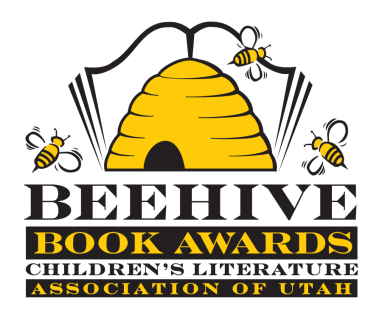 BEEHIVE
BOOK AWARDS
CHILDREN'S LITERATURE
ASSOCIATION OF UTAH